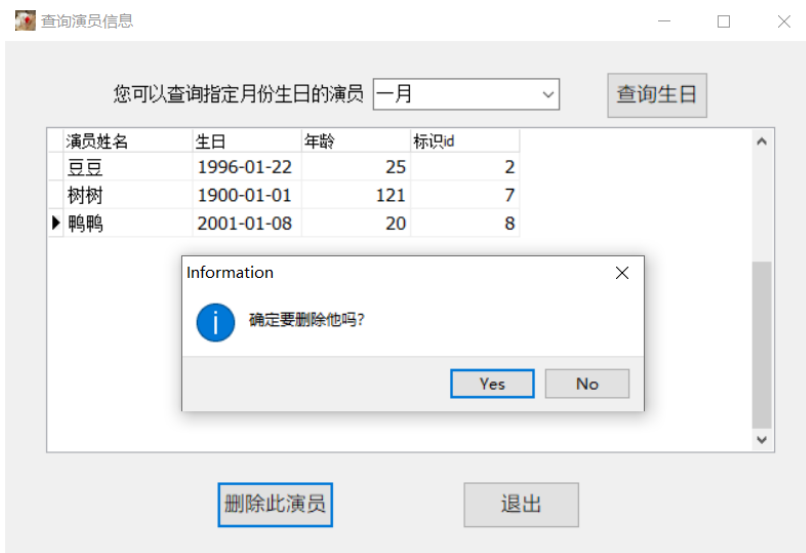 查询演员信息
您可以查询指定月份生日的演员 一月 查询生日
演员姓名 生日 年龄 标识id
豆豆 1996-01-22 25 2
树树 1900-01-01 121 7
鸭鸭 2001-01-08 20 8
Information
确定要删除他吗?
Yes No
删除此演员 退出